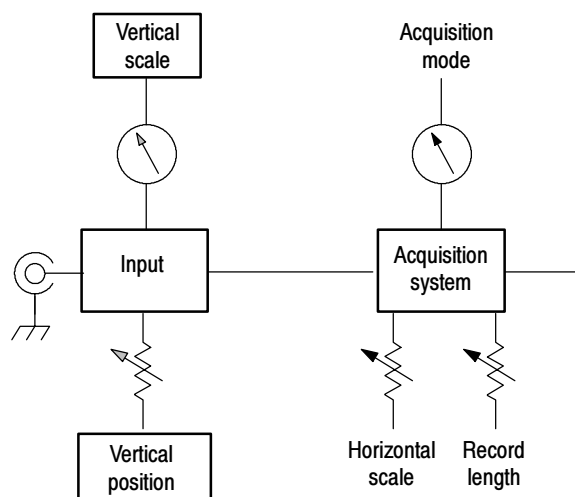 Vertical
scale
Acquisition
mode
Input
Acquisition
system
Vertical
position
Horizontal
scale
Record
length